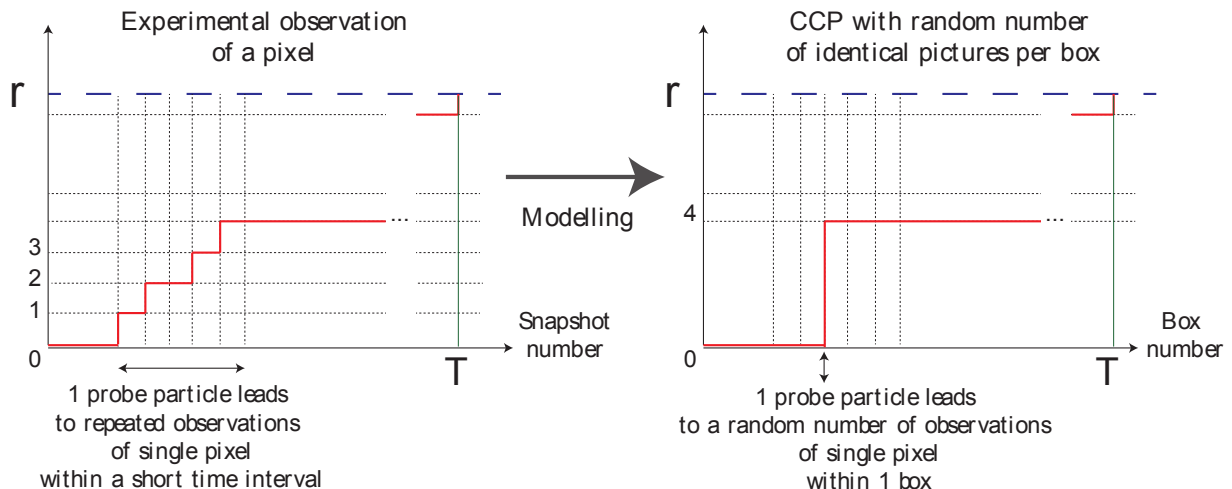 Experimental observation
of a pixel
r
3
2
1
0
...
Snapshot
number
T
1 probe particle leads
to repeated observations
of single pixel
within a short time interval
Modelling
CCP with random number
of identical pictures per box
r
4
0
...
Box
number
T
1 probe particle leads
to a random number of observations
of single pixel
within 1 box